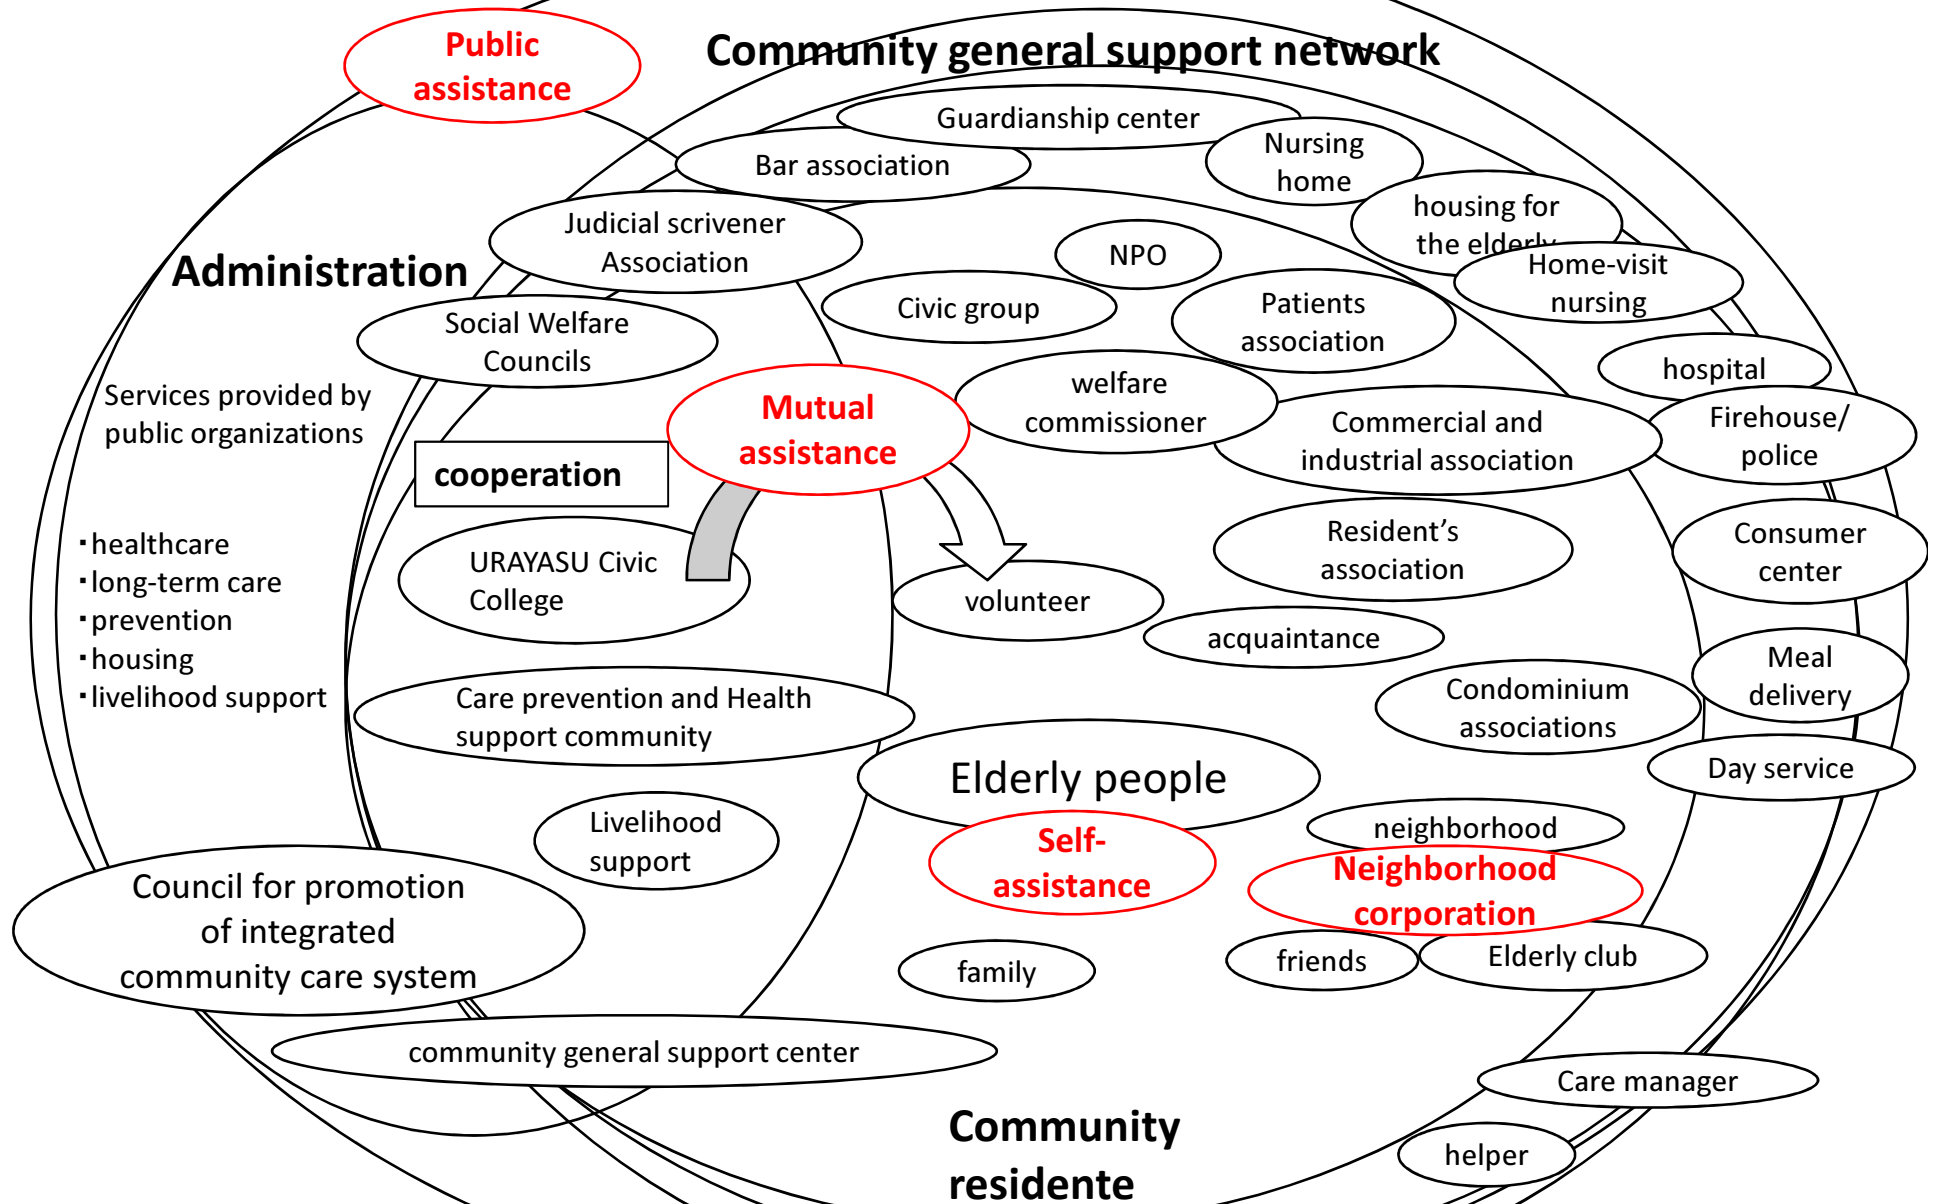 Public
assistance
Community general support network
Guardianship center
Bar association
Nursing
home
housing for
the elderly
Judicial scrivener
Association
NPO
Home-visit
nursing
Administration
Civic group
Patients
association
Social Welfare
Councils
hospital
Services provided by
public organizations
Mutual
assistance
welfare
commissioner
Commercial and
industrial association
Firehouse/
police
cooperation
・healthcare
・long-term care
・prevention
・housing
・livelihood support
URAYASU Civic
College
volunteer
Resident’s
association
Consumer
center
acquaintance
Meal
delivery
Care prevention and Health
support community
Condominium
associations
Elderly people
Day service
Livelihood
support
Self-
assistance
neighborhood
Neighborhood
corporation
Council for promotion
of integrated
community care system
family
friends
Elderly club
community general support center
Care manager
Community
residente
helper